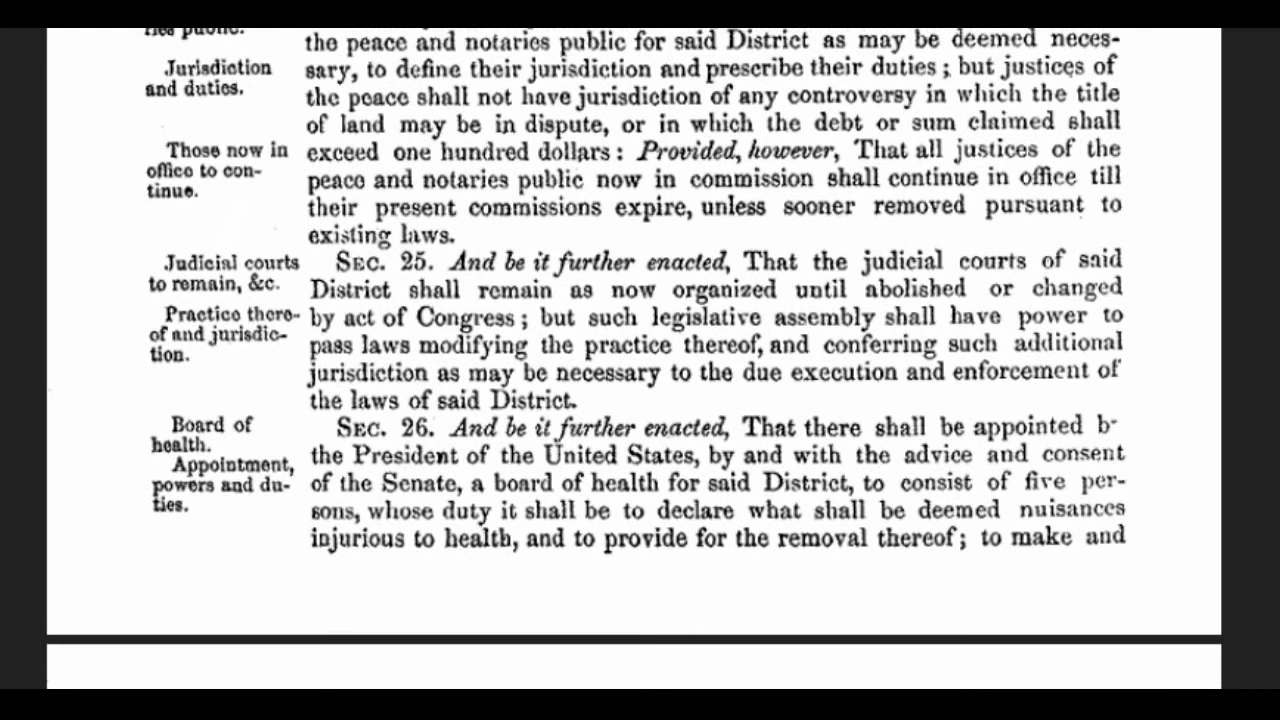 ries public.
the peace and notaries public for said District as may be deemed neces-
Jurisdiction
and duties.
sary, to define their jurisdiction and prescribe their duties; but justices of
the peace shall not have jurisdiction of any controversy in which the title
of land may be in dispute, or in which the debt or sum claimed shall
Those now in
office to con-
tinue.
exceed one hundred dollars: Provided, however, That all justices of the
peace and notaries public now in commission shall continue in office till
their present commissions expire, unless sooner removed pursuant to
existing laws.
Judicial courts
to remain, &c.
SEC. 25. And be it further enacted, That the judicial courts of said
District shall remain as now organized until abolished or changed
Practice there-
of and jurisdic-
tion.
by act of Congress; but such legislative assembly shall have power to
pass laws modifying the practice thereof, and conferring such additional
jurisdiction as may be necessary to the due execution and enforcement of
the laws of said District.
Board of
health.
Appointment,
powers and du-
ties.
SEC. 26. And be it further enacted, That there shall be appointed b
the President of the United States, by and with the advice and consent
of the Senate, a board of health for said District, to consist of five per-
sons, whose duty it shall be to declare what shall be deemed nuisances
injurious to health, and to provide for the removal thereof; to make and